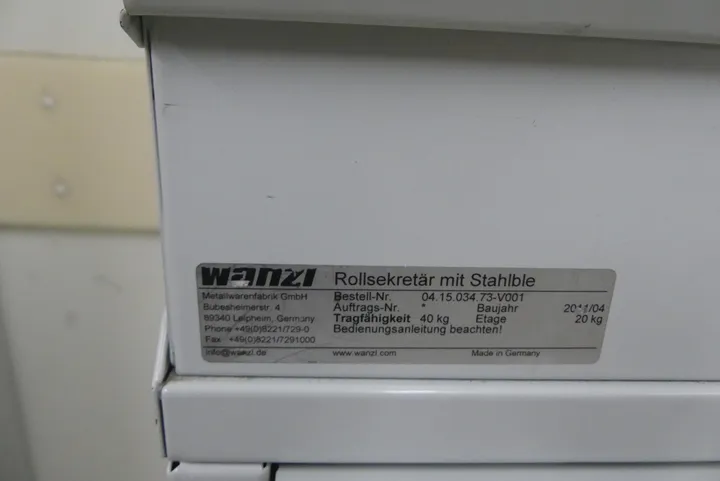 wanzl Rollsekretär mit Stahlble
Metallwarenfabrik GmbH Bestell-Nr. 04.15.034.73-V001
Bubesheimerstr. 4 Auftrags-Nr. * Baujahr
89340 Leipheim, Germany Tragfähigkeit 40 kg Etage 20 kg
Phone +49(0)8221/729-0 Bedienungsanleitung beachten!
Fax +49(0)8221/7291000
info@wanzl.de www.wanzl.com Made in Germany